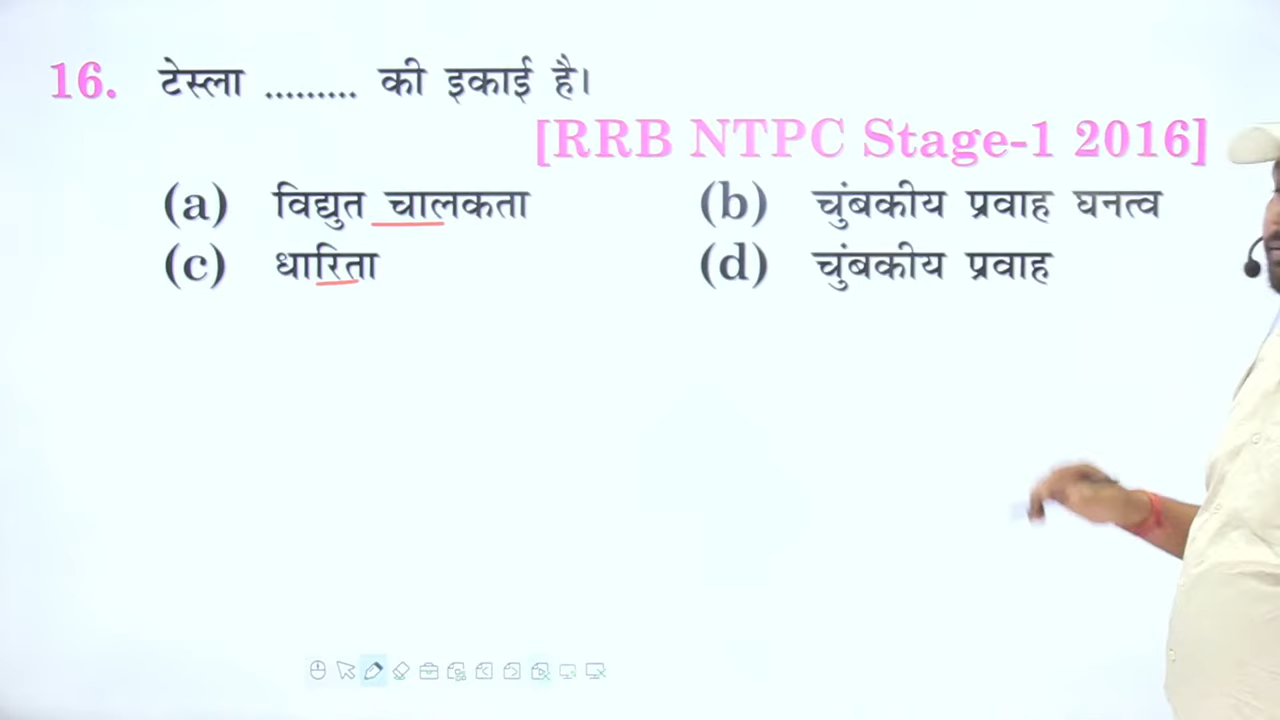 16. टेस्ला ......... की इकाई है।
[RRB NTPC Stage-1 2016]
(a) विद्युत चालकता (b) चुंबकीय प्रवाह घनत्व
(c) धारिता (d) चुंबकीय प्रवाह